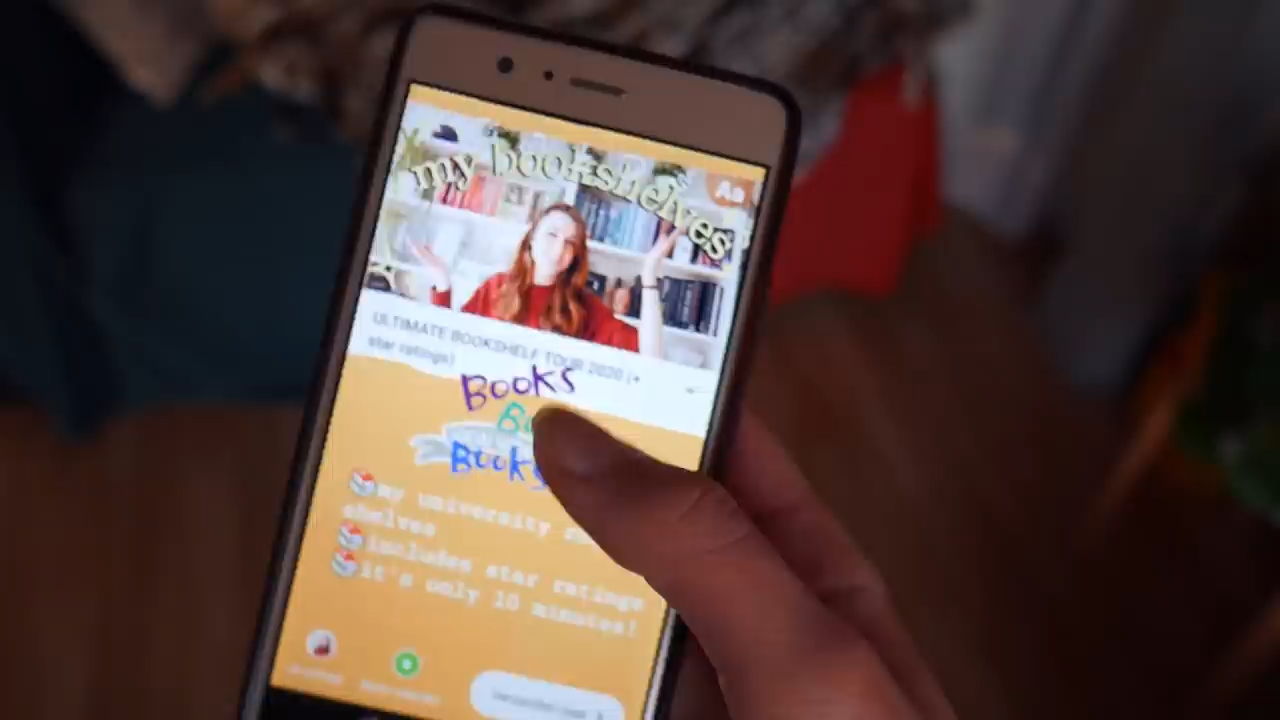 my bookshelves
Aa
ULTIMATE BOOKSHELF TOUR 2020 (+
star ratings)
BOOKS
BOOKS
my university
shelves
includes star ratings
it's only 10 minutes!